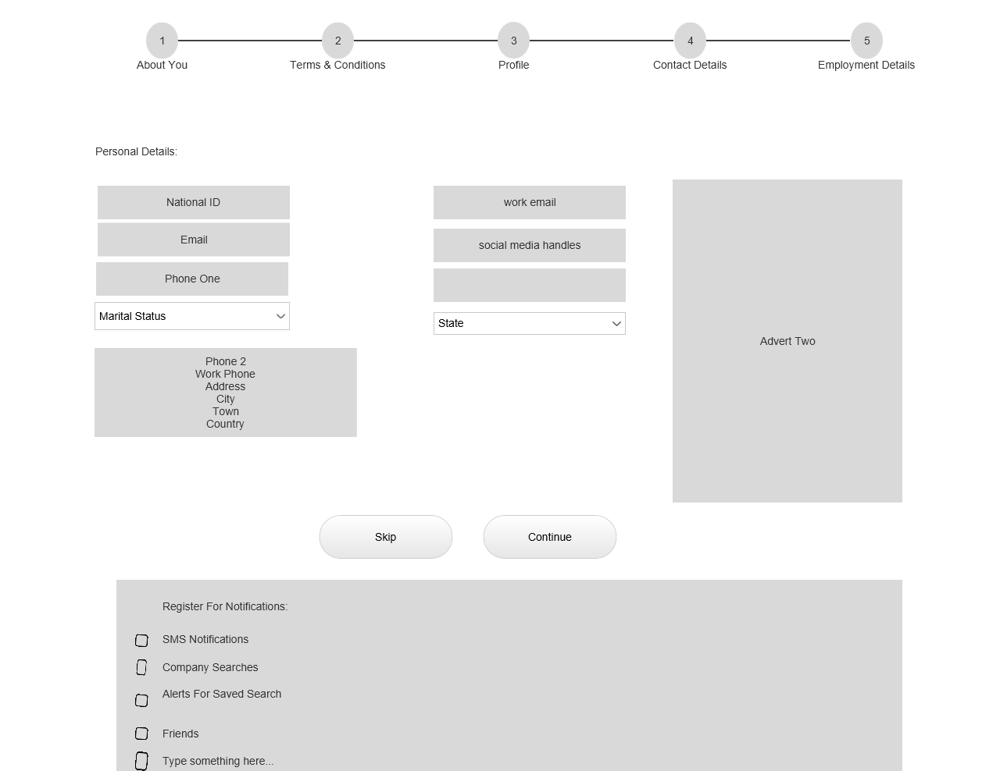 1
2
3
4
5
About You
Terms & Conditions
Profile
Contact Details
Employment Details
Personal Details:
National ID
Email
Phone One
Marital Status
Phone 2
Work Phone
Address
City
Town
Country
work email
social media handles
State
Advert Two
Skip
Continue
Register For Notifications:
SMS Notifications
Company Searches
Alerts For Saved Search
Friends
Type something here...